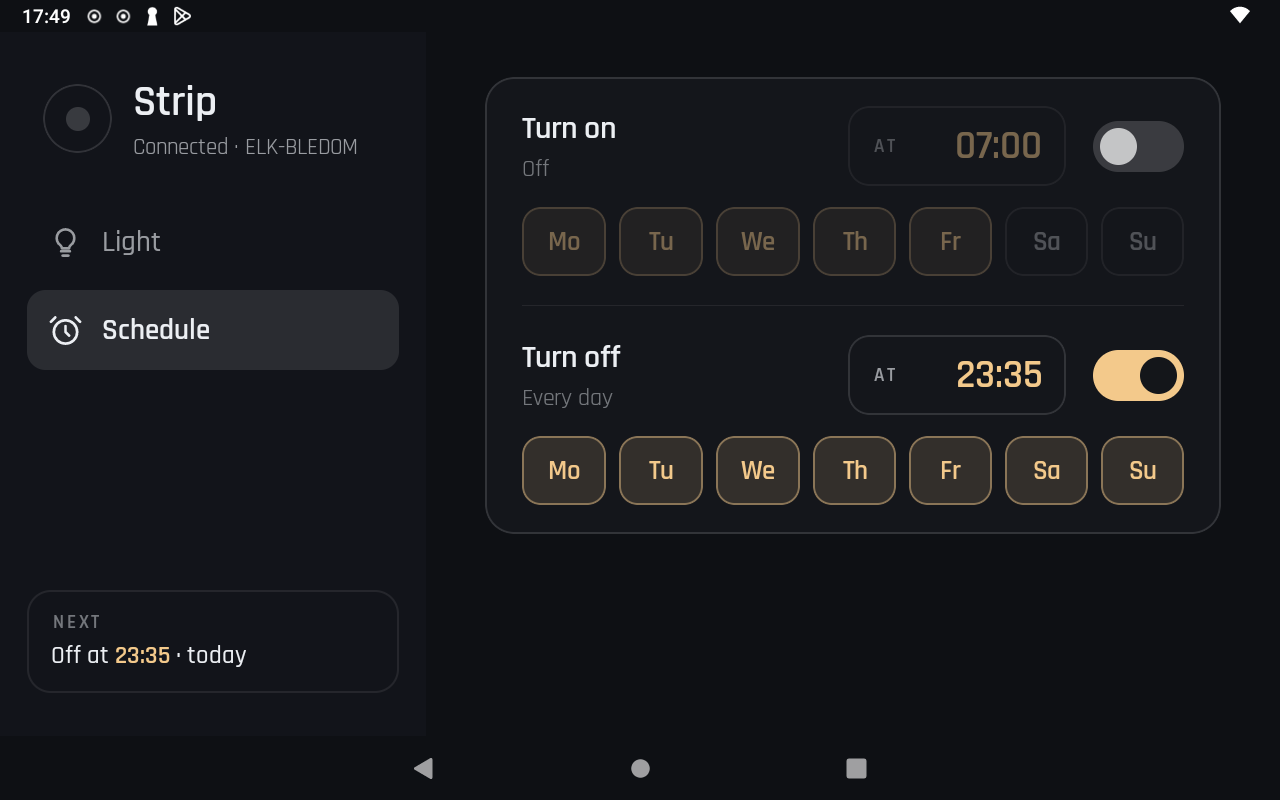 17:49
Strip
Connected · ELK-BLEDOM
Light
Schedule
NEXT
Off at 23:35 · today
Turn on
Off
AT 07:00
Mo Tu We Th Fr Sa Su
Turn off
Every day
AT 23:35
Mo Tu We Th Fr Sa Su